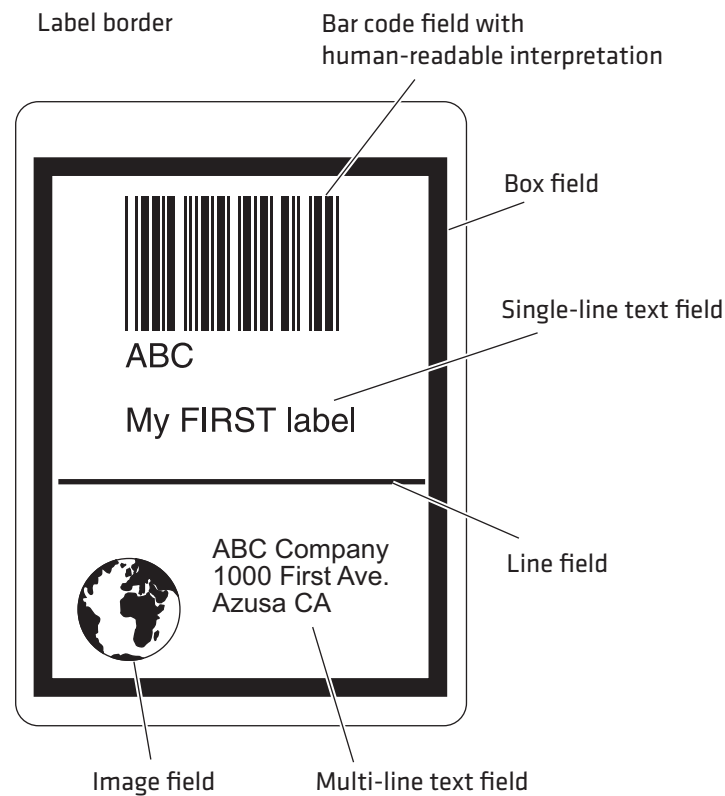 Label border
Bar code field with
human-readable interpretation
Box field
Single-line text field
ABC
My FIRST label
Line field
ABC Company
1000 First Ave.
Azusa CA
Image field
Multi-line text field